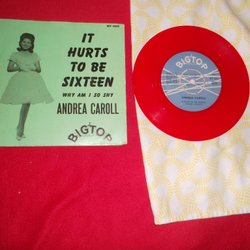 IT
HURTS
TO BE
SIXTEEN
WHY AM I SO SHY
ANDREA CAROLL
BIGTOP
BIGTOP